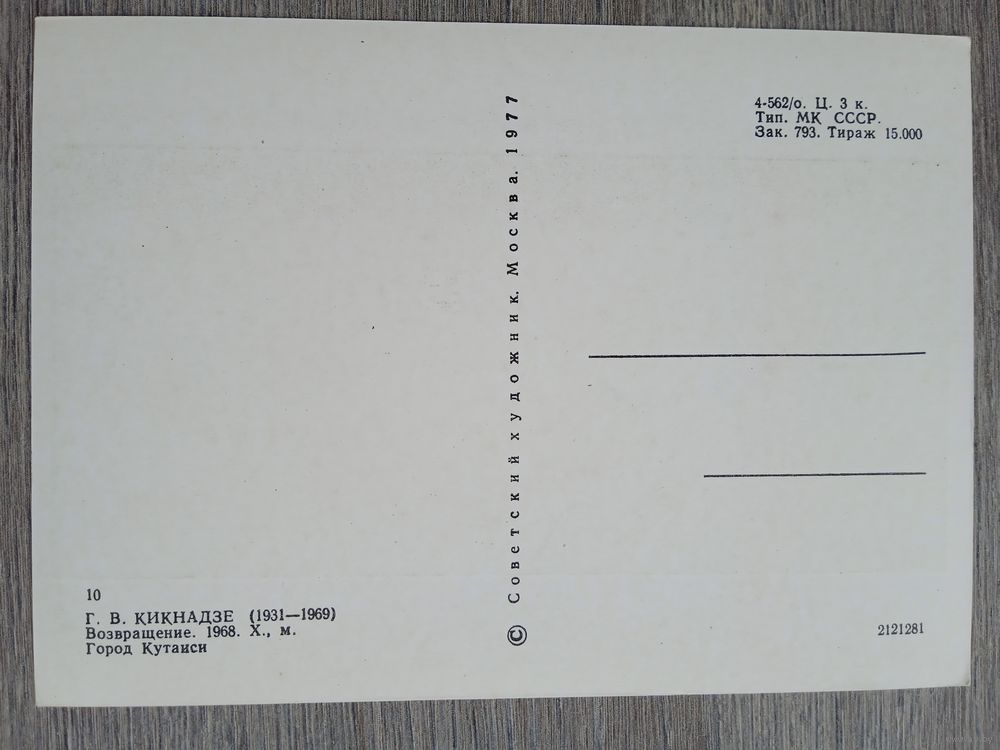 4-562/о. Ц. 3 к.
Тип. МК СССР.
Зак. 793. Тираж 15.000
© Советский художник. Москва. 1977
10
Г. В. КИКНАДЗЕ (1931—1969)
Возвращение. 1968. Х., м.
Город Кутаиси
2121281